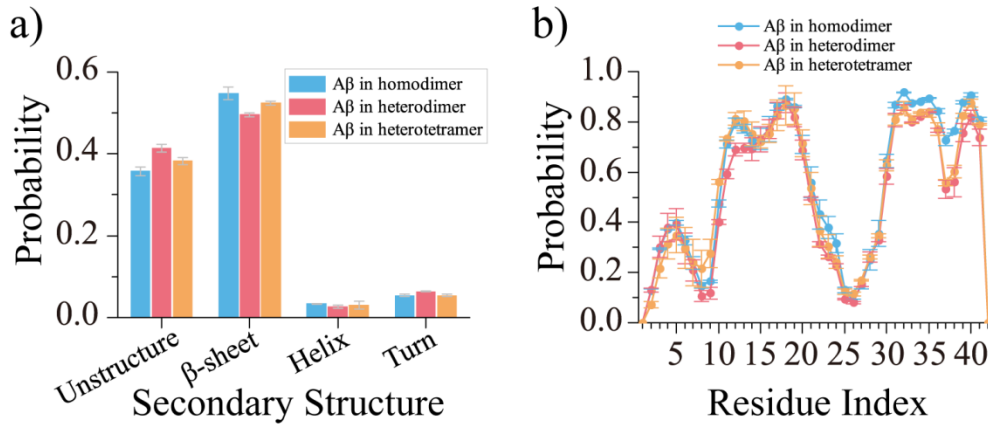 a)
0.6
0.4
0.2
0.0
Probability
Aβ in homodimer
Aβ in heterodimer
Aβ in heterotetramer
Unstructure
β-sheet
Helix
Turn
Secondary Structure
b)
Aβ in homodimer
Aβ in heterodimer
Aβ in heterotetramer
1.0
0.8
0.6
0.4
0.2
0.0
Probability
5 10 15 20 25 30 35 40
Residue Index